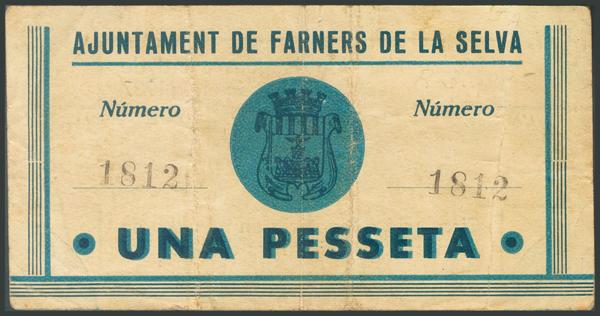 AJUNTAMENT DE FARNERS DE LA SELVA
Número Número
1812 1812
UNA PESSETA